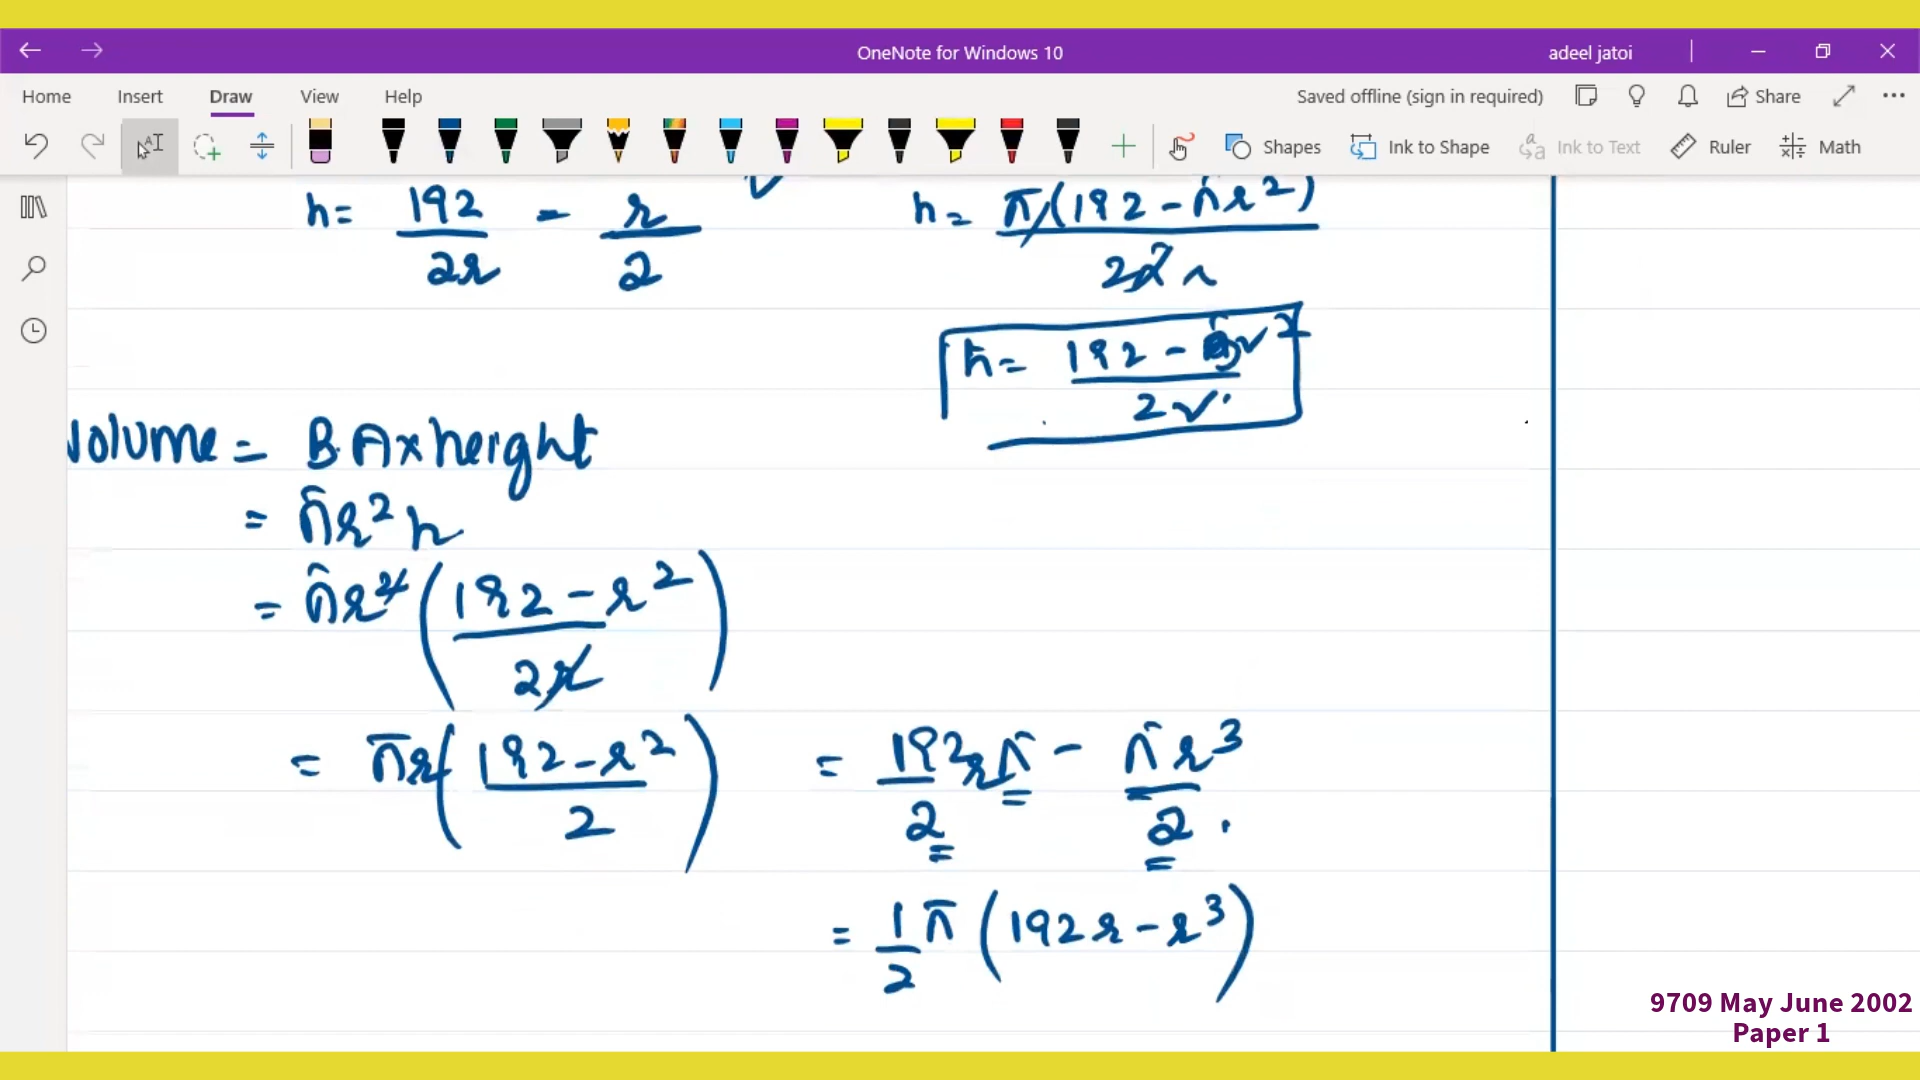 OneNote for Windows 10
adeel jatoi
Home Insert Draw View Help
Saved offline (sign in required)
Share
Shapes Ink to Shape Ink to Text Ruler Math
h = 192/2r - r/2
h = π(192 - πr²)/22r
h = 192 - r²/2r
Volume = B.A x height
= πr²h
= πr²(192 - r²/2r)
= πr(192 - r²/2)
= 192rπ/2 - πr³/2
= 1/2 π (192r - r³)
9709 May June 2002
Paper 1